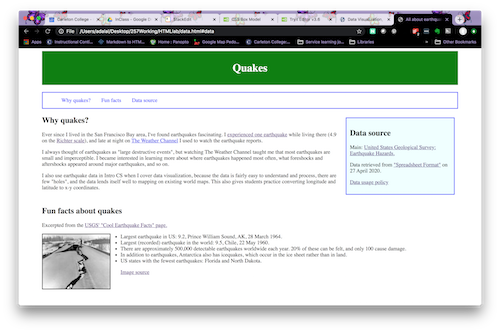 Carleton College
InClass - Google D
BlackEdit
CSS Box Model
Tryit Editor v3.6
Data Visualization
All about earthqu
File | /Users/adalal/Desktop/257Working/HTMLlab/data.html#data
Apps
Instructional Conti...
Markdown to HTM...
Home : Panopto
Google Map Pedo...
Carleton College...
Service learning jo...
Libraries
Other Bookmarks
Quakes
Why quakes? Fun facts Data source
Why quakes?
Ever since I lived in the San Francisco Bay area, I've found earthquakes fascinating. I experienced one earthquake while living there (4.9
on the Richter scale), and late at night on The Weather Channel I used to watch the earthquake reports.
I always thought of earthquakes as "large destructive events", but watching The Weather Channel taught me that most earthquakes are
small and imperceptible. I became interested in learning more about where earthquakes happened most often, what foreshocks and
aftershocks appeared around major earthquakes, and so on.
I also use earthquake data in Intro CS when I cover data visualization, because the data is fairly easy to understand and process, there are
few "holes", and the data lends itself well to mapping on existing world maps. This also gives students practice converting longitude and
latitude to x-y coordinates.
Data source
Main: United States Geological Survey:
Earthquake Hazards.
Data retrieved from "Spreadsheet Format" on
27 April 2020.
Data usage policy
Fun facts about quakes
Excerpted from the USGS "Cool Earthquake Facts" page.
Largest earthquake in US: 9.2, Prince William Sound, AK, 28 March 1964.
Largest (recorded) earthquake in the world: 9.5, Chile, 22 May 1960.
There are approximately 500,000 detectable earthquakes worldwide each year. 20% of these can be felt, and only 100 cause damage.
In addition to earthquakes, Antarctica also has icequakes, which occur in the ice sheet rather than in land.
US states with the fewest earthquakes: Florida and North Dakota.
Image source